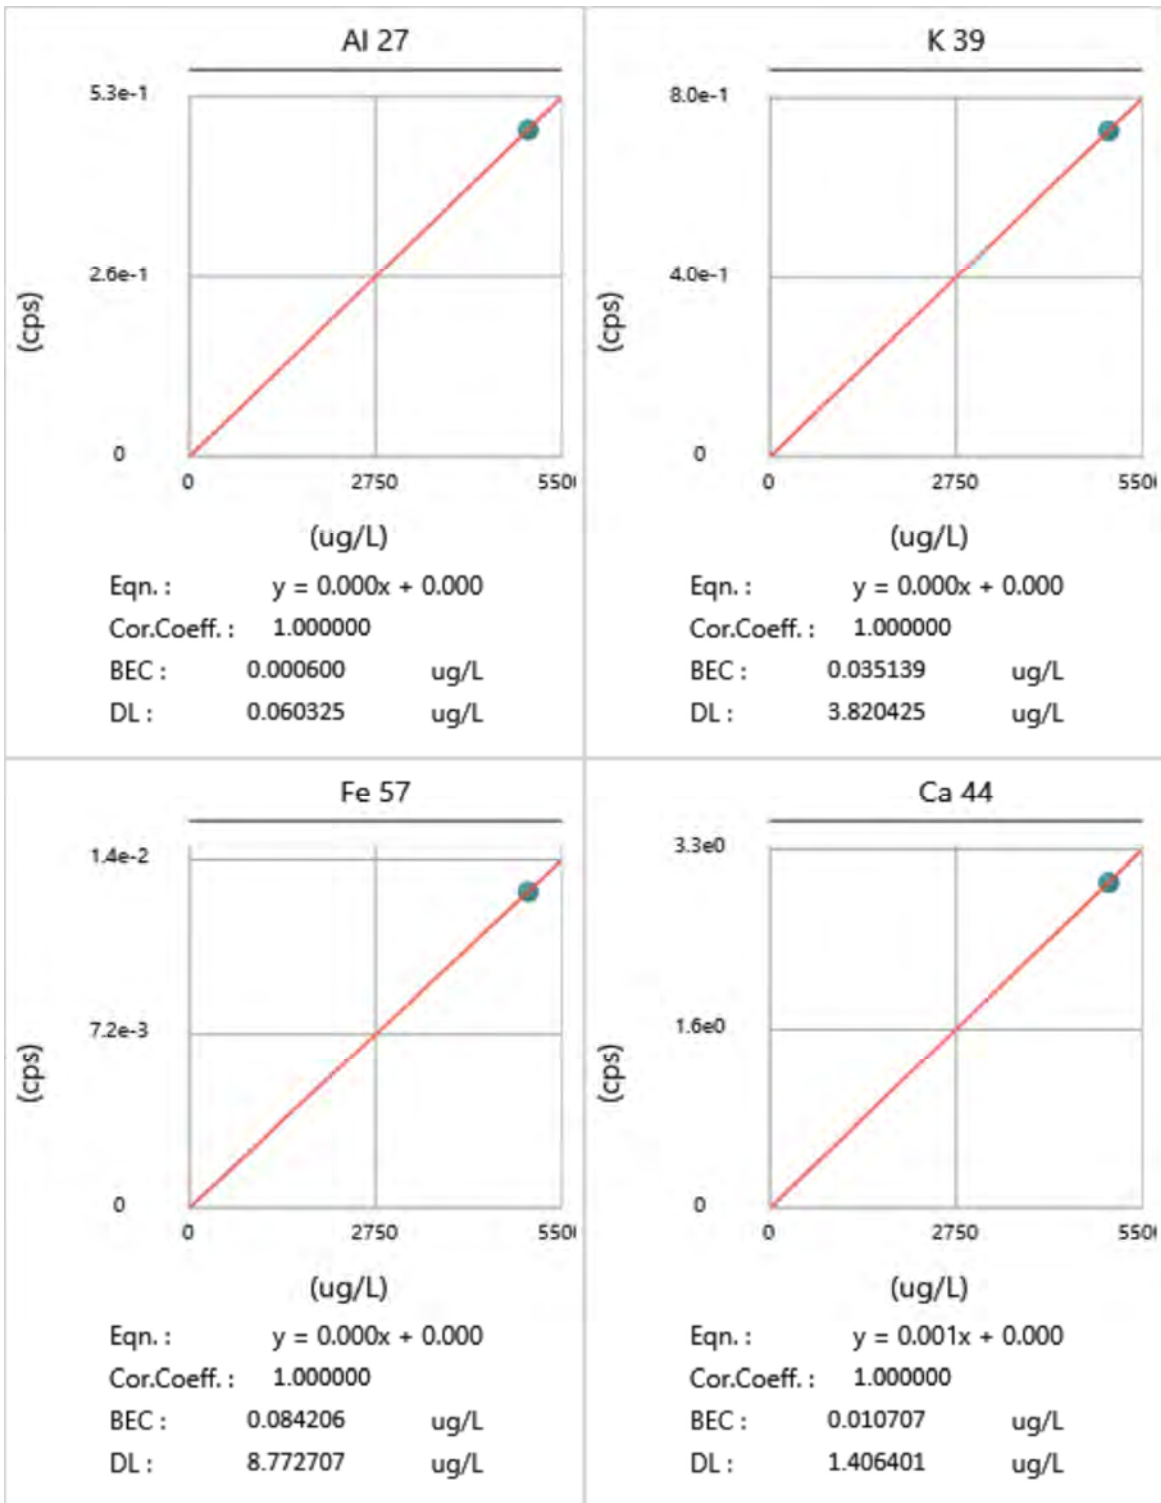 Al 27
5.3e-1
2.6e-1
0
(cps)
0 2750 550
(ug/L)
Eqn. : y = 0.000x + 0.000
Cor.Coeff. : 1.000000
BEC : 0.000600 ug/L
DL : 0.060325 ug/L
K 39
8.0e-1
4.0e-1
0
(cps)
0 2750 550
(ug/L)
Eqn. : y = 0.000x + 0.000
Cor.Coeff. : 1.000000
BEC : 0.035139 ug/L
DL : 3.820425 ug/L
Fe 57
1.4e-2
7.2e-3
0
(cps)
0 2750 550
(ug/L)
Eqn. : y = 0.000x + 0.000
Cor.Coeff. : 1.000000
BEC : 0.084206 ug/L
DL : 8.772707 ug/L
Ca 44
3.3e0
1.6e0
0
(cps)
0 2750 550
(ug/L)
Eqn. : y = 0.001x + 0.000
Cor.Coeff. : 1.000000
BEC : 0.010707 ug/L
DL : 1.406401 ug/L